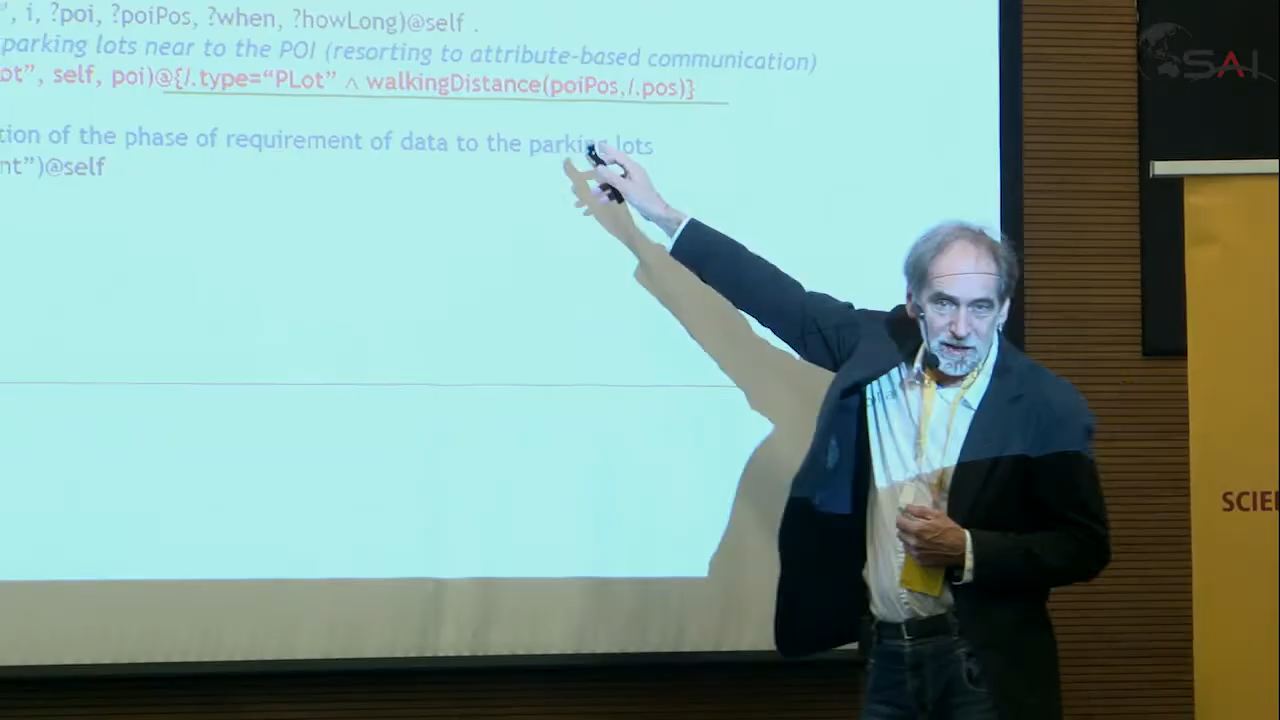 ', i, ?poi, ?poiPos, ?when, ?howLong)@self .
parking lots near to the POI (resorting to attribute-based communication)
ot”, self, poi)@{/.type=“PLot” ∧ walkingDistance(poiPos,/.pos)}
tion of the phase of requirement of data to the parking lots
nt”)@self
SAI
SCIE